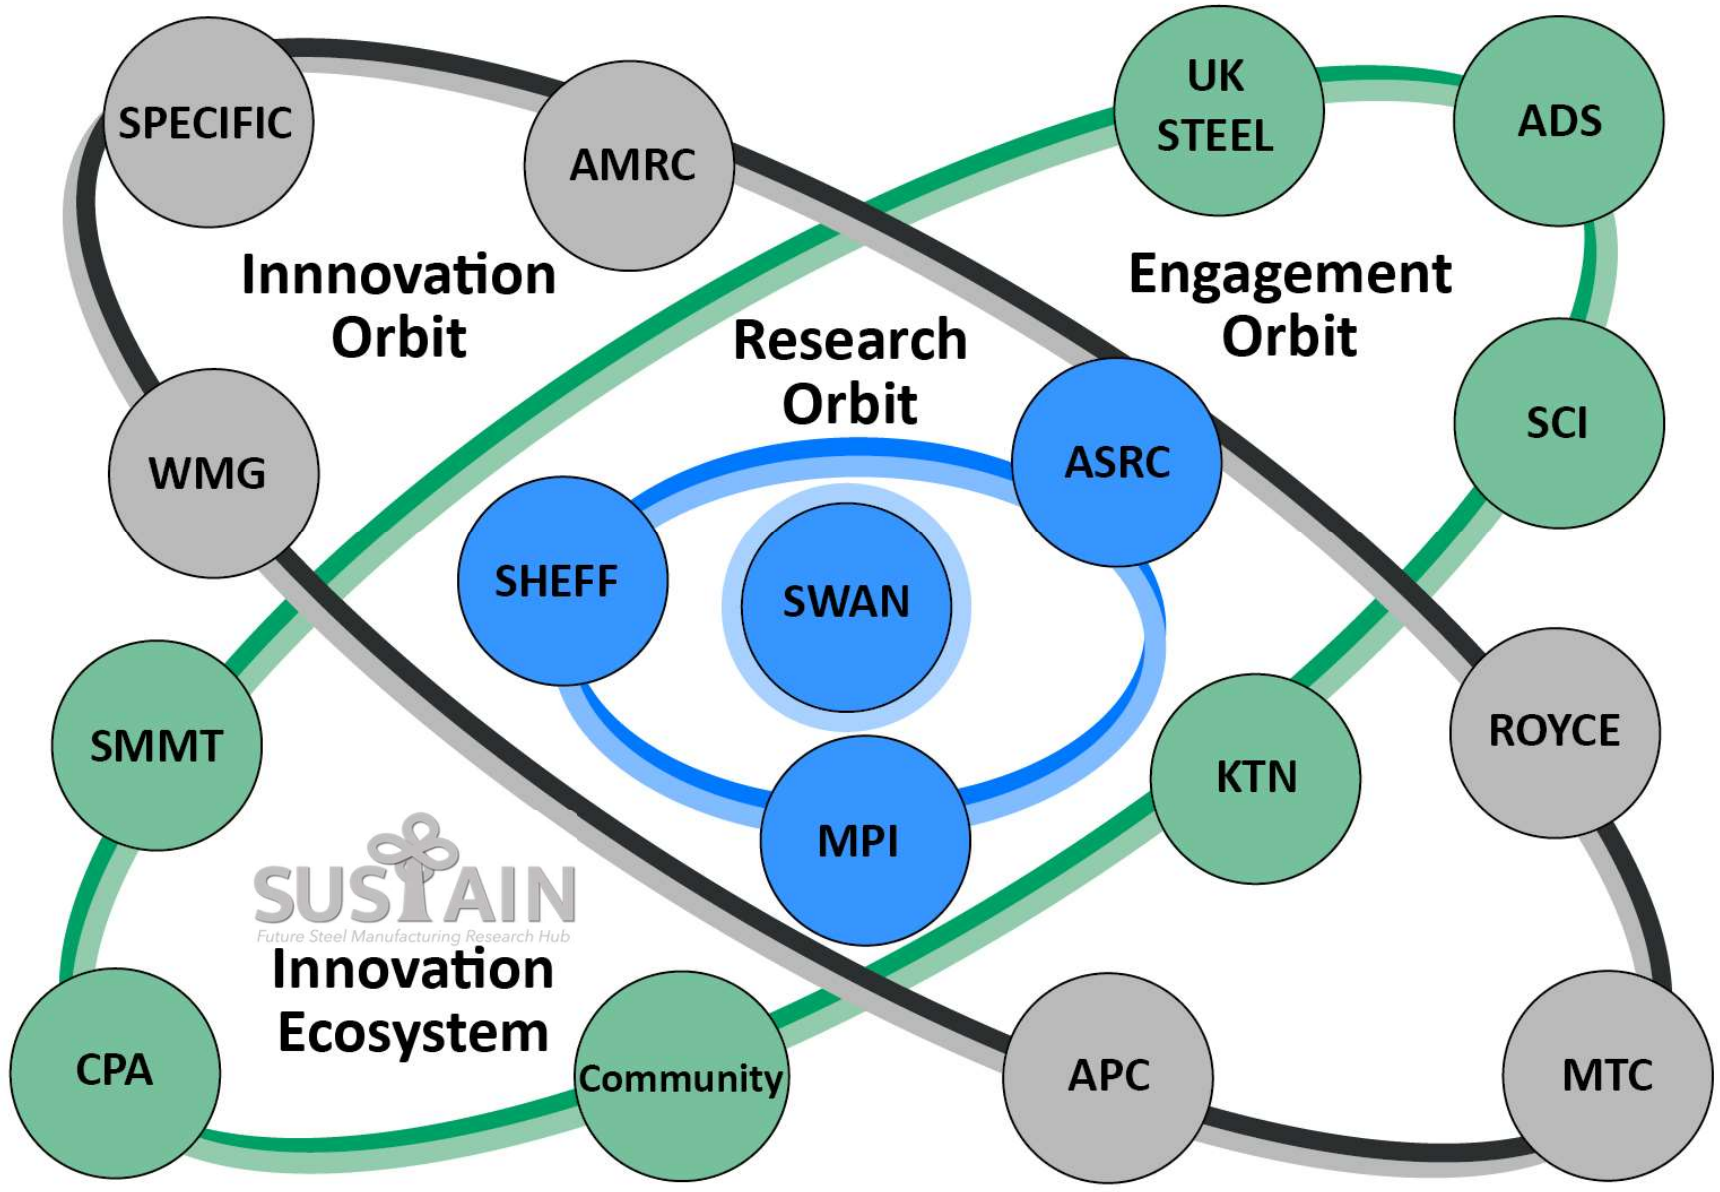 SPECIFIC
AMRC
UK
STEEL
ADS
Innnovation
Orbit
Engagement
Orbit
Research
Orbit
WMG
ASRC
SCI
SHEFF
SWAN
SMMT
MPI
KTN
ROYCE
SUSTAIN
Future Steel Manufacturing Research Hub
Innovation
Ecosystem
CPA
Community
APC
MTC